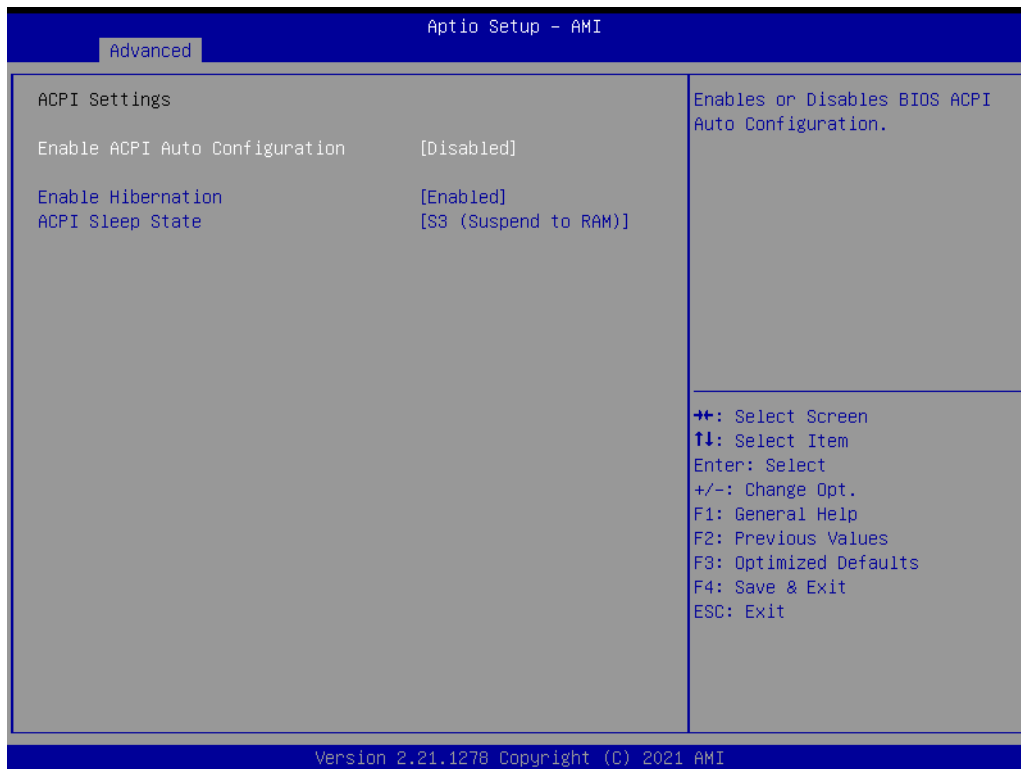 Aptio Setup – AMI
Advanced
ACPI Settings
Enable ACPI Auto Configuration [Disabled]
Enable Hibernation [Enabled]
ACPI Sleep State [S3 (Suspend to RAM)]
Enables or Disables BIOS ACPI
Auto Configuration.
→←: Select Screen
↑↓: Select Item
Enter: Select
+/-: Change Opt.
F1: General Help
F2: Previous Values
F3: Optimized Defaults
F4: Save & Exit
ESC: Exit
Version 2.21.1278 Copyright (C) 2021 AMI